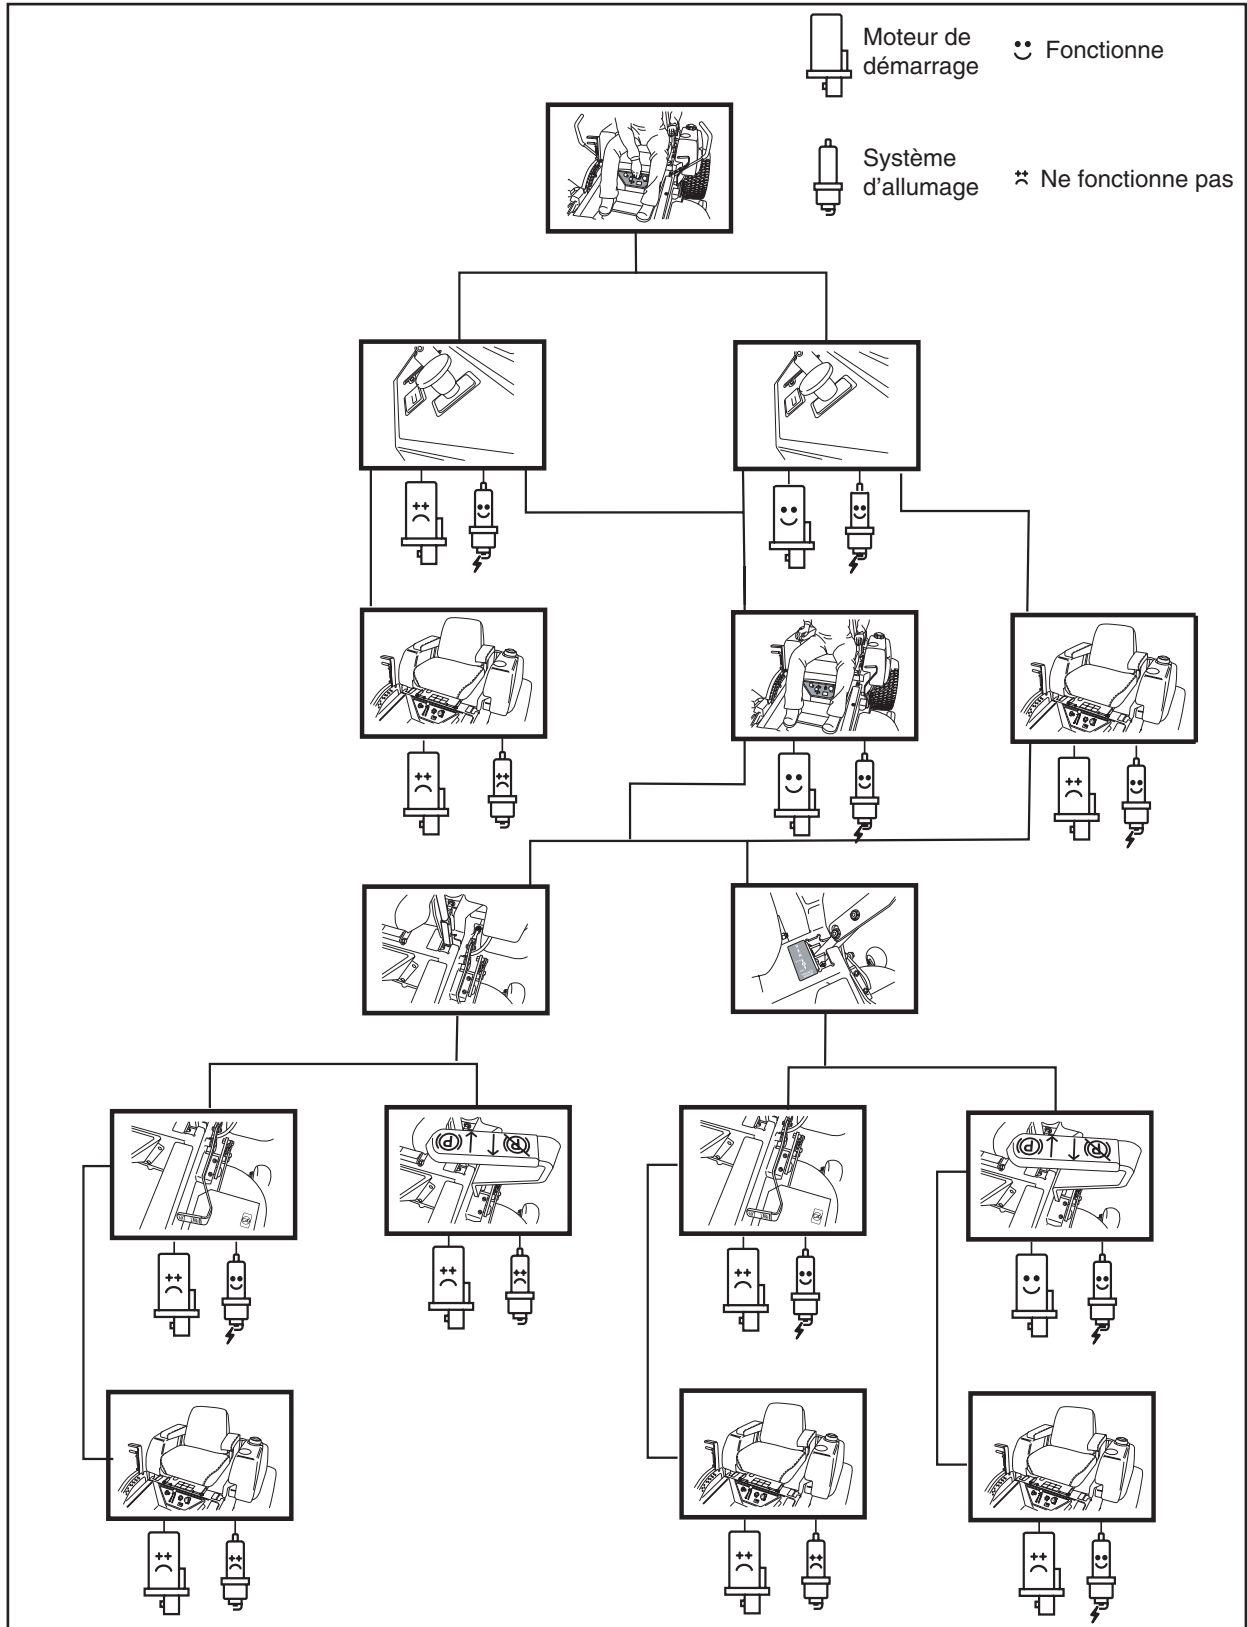 Moteur de
démarrage
Fonctionne
Système
d'allumage
Ne fonctionne pas
P
P